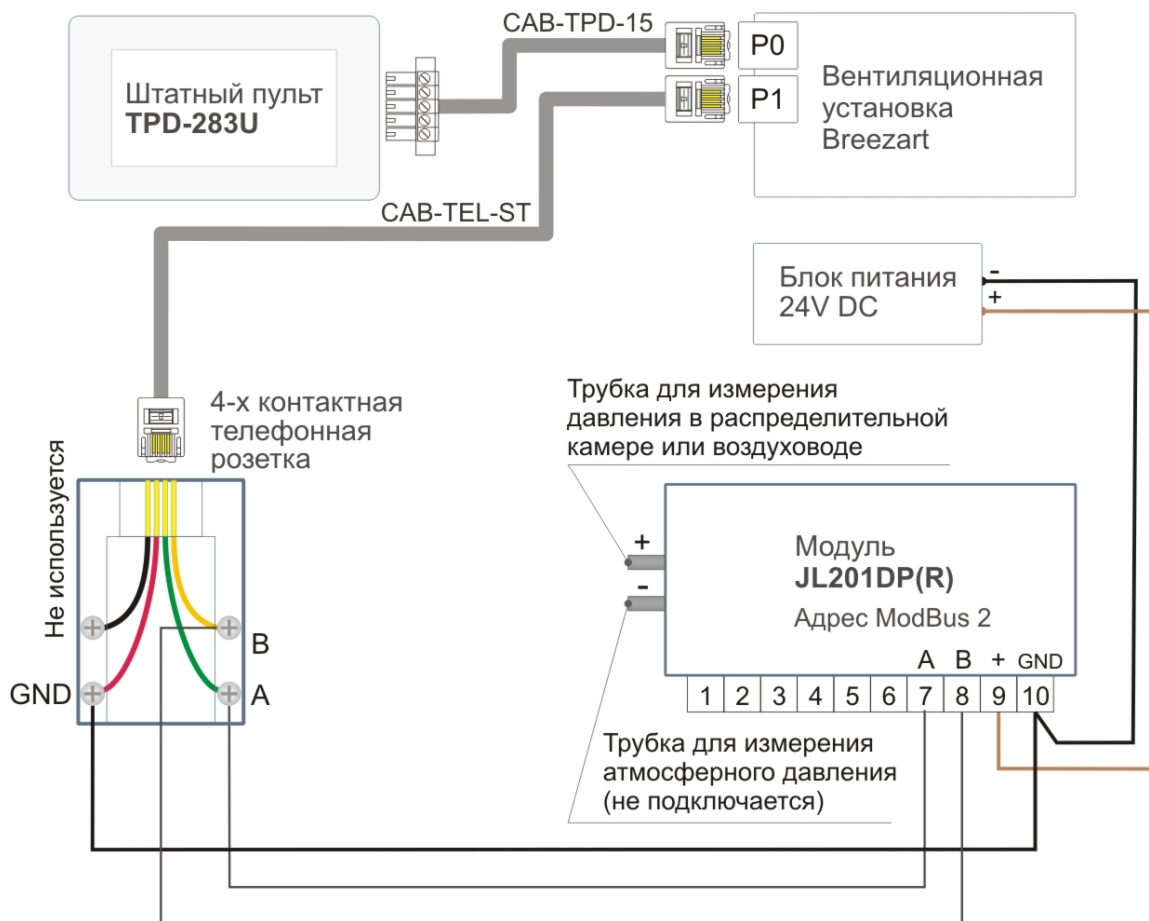 CAB-TPD-15
Штатный пульт
TPD-283U
P0
P1
Вентиляционная
установка
Breezart
CAB-TEL-ST
Блок питания
24V DC
-
+
4-х контактная
телефонная
розетка
Трубка для измерения
давления в распределительной
камере или воздуховоде
Не используется
B
GND
A
+
-
Модуль
JL201DP(R)
Адрес ModBus 2
A B + GND
1 2 3 4 5 6 7 8 9 10
Трубка для измерения
атмосферного давления
(не подключается)